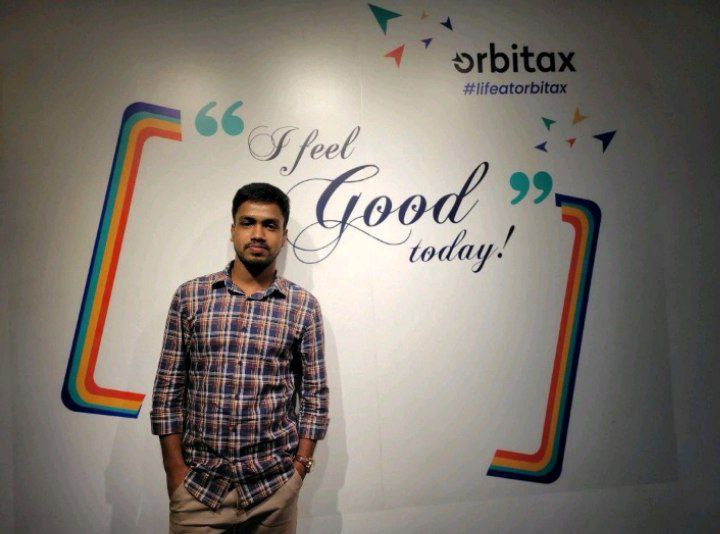 orbitax
#lifeatorbitax
“ I feel
Good ”
today!